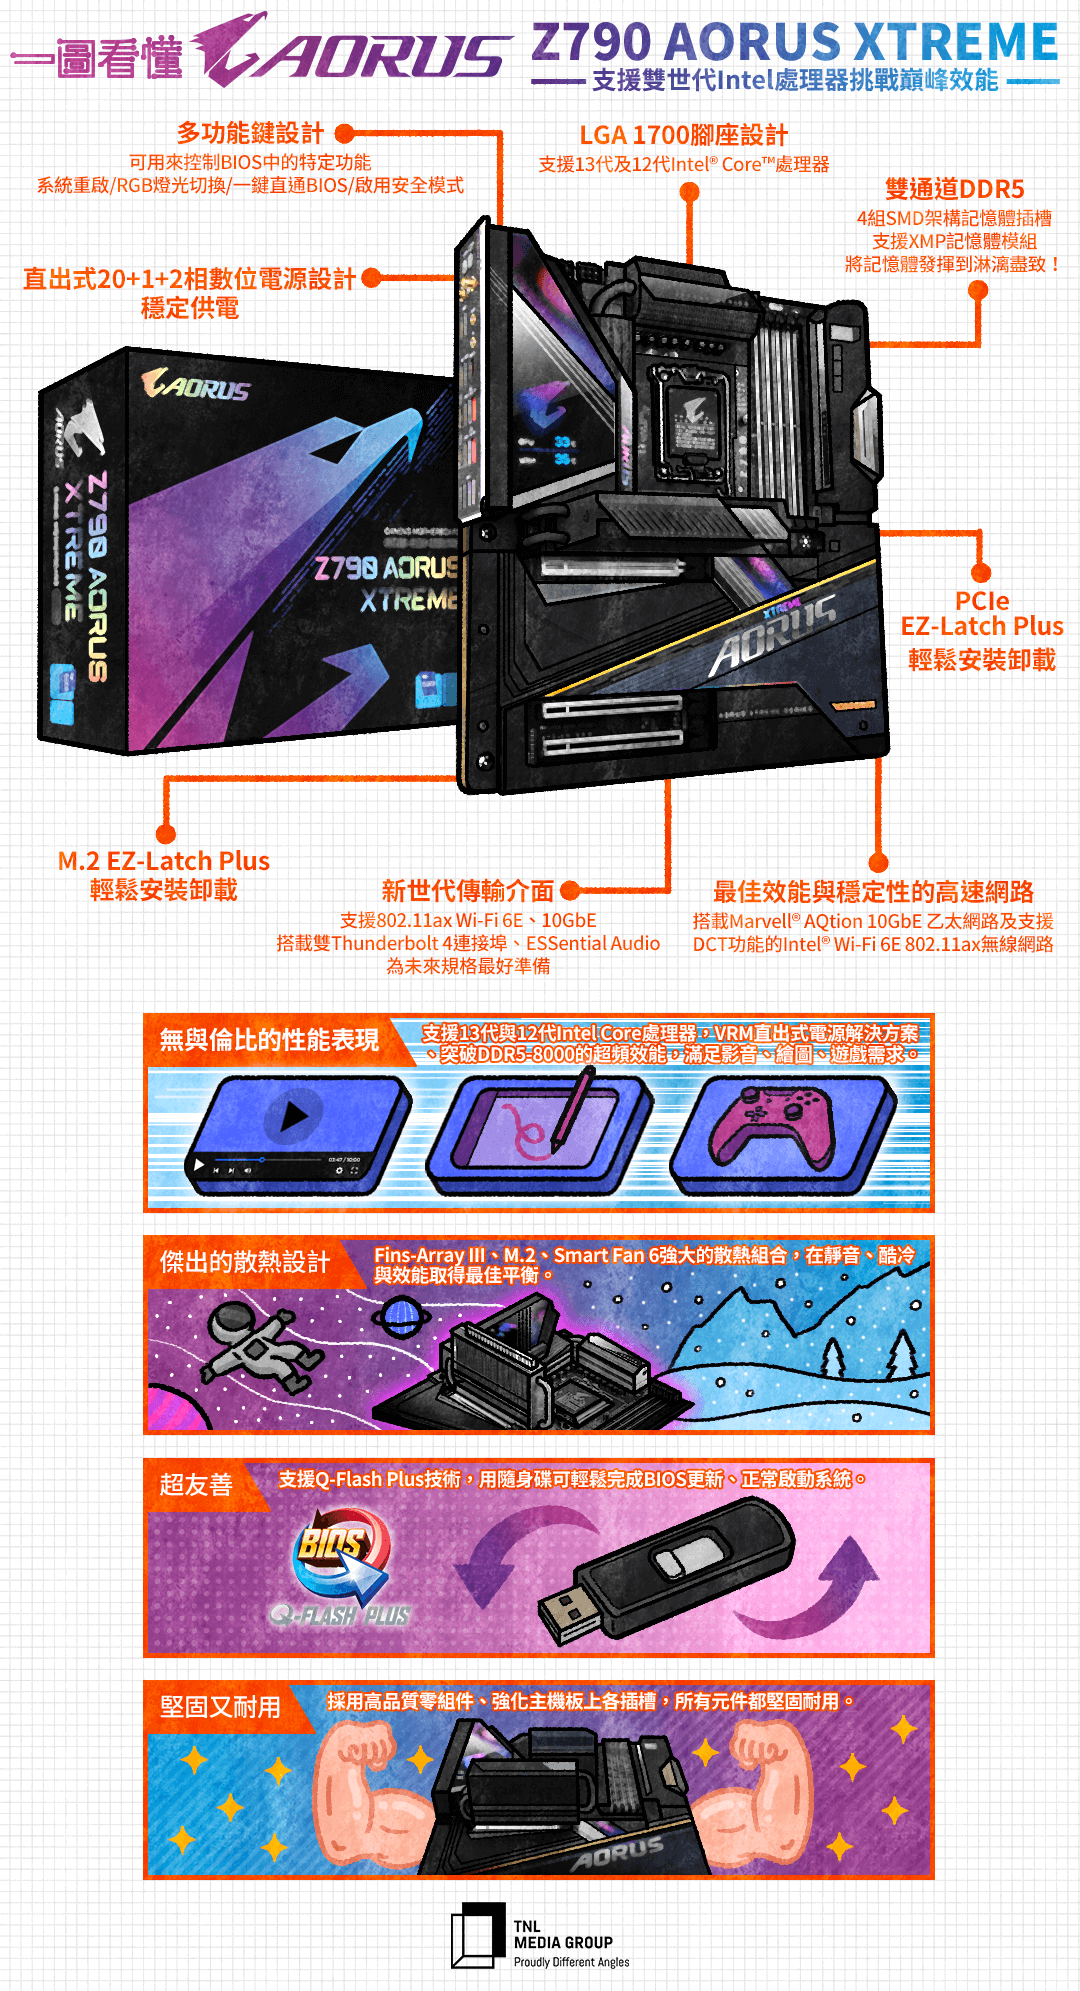 一圖看懂 AORUS
Z790 AORUS XTREME
支援雙世代Intel處理器挑戰巔峰效能
多功能鍵設計
可用來控制BIOS中的特定功能
系統重啟/RGB燈光切換/一鍵直通BIOS/啟用安全模式
LGA 1700腳座設計
支援13代及12代Intel® Core™處理器
雙通道DDR5
4組SMD架構記憶體插槽
支援XMP記憶體模組
將記憶體發揮到淋漓盡致！
直出式20+1+2相數位電源設計
穩定供電
AORUS
AORUS
Z790 AORUS
XTREME
Z790 AORUS
XTREME
33
35
AORUS
XTREME
AORUS
PCIe
EZ-Latch Plus
輕鬆安裝卸載
M.2 EZ-Latch Plus
輕鬆安裝卸載
新世代傳輸介面
支援802.11ax Wi-Fi 6E、10GbE
搭載雙Thunderbolt 4連接埠、ESSential Audio
為未來規格最好準備
最佳效能與穩定性的高速網路
搭載Marvell® AQtion 10GbE 乙太網路及支援
DCT功能的Intel® Wi-Fi 6E 802.11ax無線網路
無與倫比的性能表現
支援13代與12代Intel Core處理器，VRM直出式電源解決方案
、突破DDR5-8000的超頻效能，滿足影音、繪圖、遊戲需求。
03:47 / 10:00
傑出的散熱設計
Fins-Array III、M.2、Smart Fan 6強大的散熱組合，在靜音、酷冷
與效能取得最佳平衡。
超友善
支援Q-Flash Plus技術，用隨身碟可輕鬆完成BIOS更新、正常啟動系統。
BIOS
Q-FLASH PLUS
堅固又耐用
採用高品質零組件、強化主機板上各插槽，所有元件都堅固耐用。
AORUS
TNL
MEDIA GROUP
Proudly Different Angles